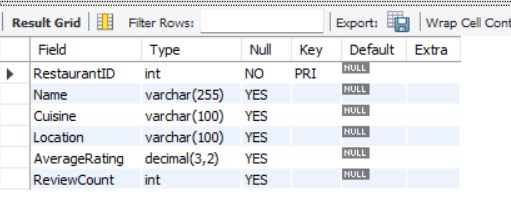 Result Grid Filter Rows: Export: Wrap Cell Cont
Field Type Null Key Default Extra
RestaurantID int NO PRI NULL
Name varchar(255) YES NULL
Cuisine varchar(100) YES NULL
Location varchar(100) YES NULL
AverageRating decimal(3,2) YES NULL
ReviewCount int YES NULL